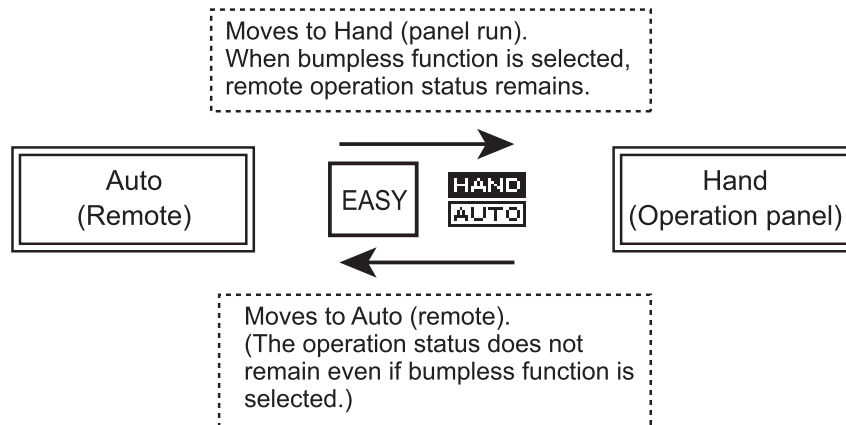 Moves to Hand (panel run).
When bumpless function is selected,
remote operation status remains.
Auto
(Remote)
EASY
HAND
AUTO
Hand
(Operation panel)
Moves to Auto (remote).
(The operation status does not
remain even if bumpless function is
selected.)